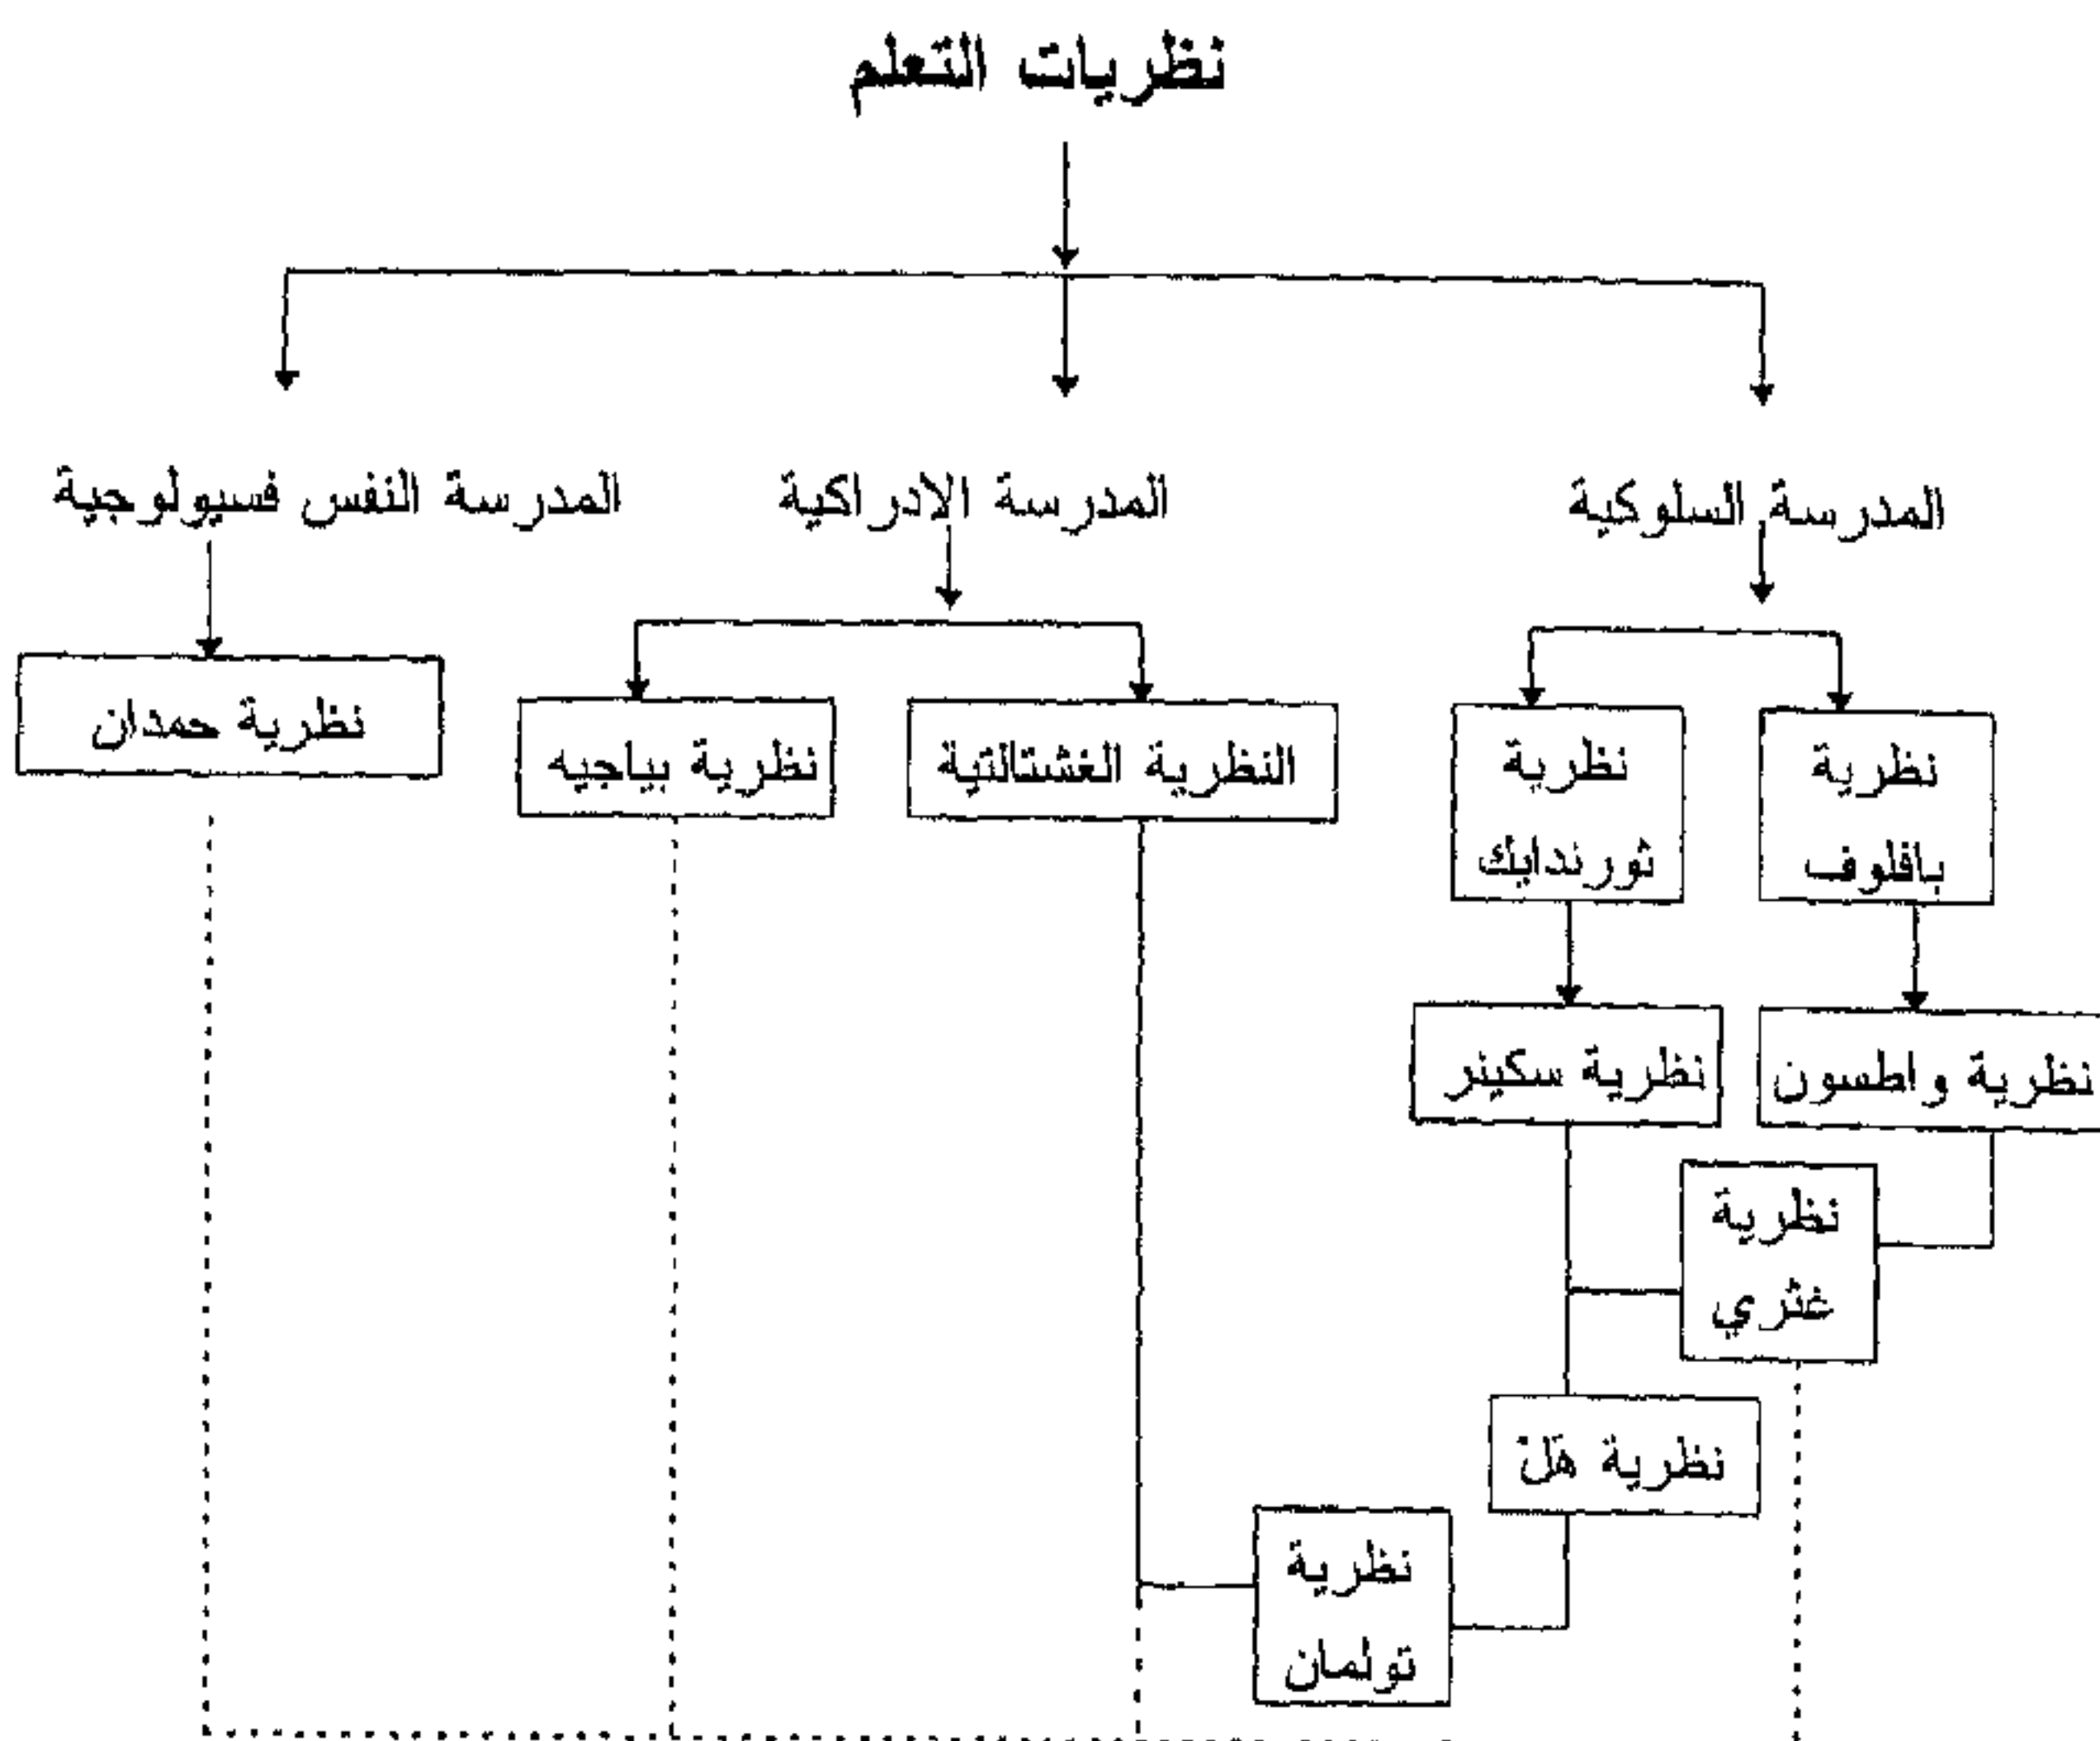 نظريات التعلم
المدرسة السلوكية
المدرسة الادراكية
المدرسة النفس فسيولوجية
نظرية
بافلوف
نظرية
ثورندايك
النظرية الغشتالتية
نظرية بياجيه
نظرية حمدان
نظرية واطسون
نظرية سكينر
نظرية
غثري
نظرية هَلْ
نظرية
تولمان